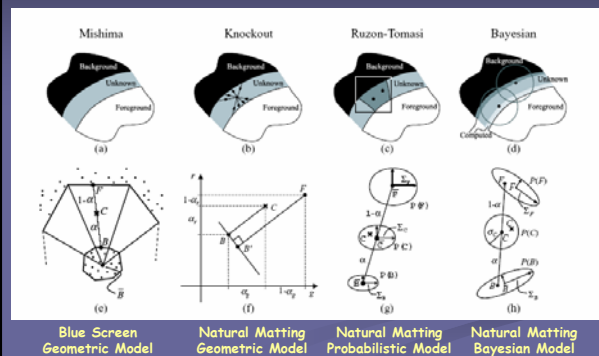 Mishima Knockout Ruzon-Tomasi Bayesian
Background Background Background Background
Unknown Unknown Unknown Unknown
Foreground Foreground Foreground Foreground
Computed
(a) (b) (c) (d)
F
1-α
C
α
B
B̄
(e)
r
1-αr
αr
F
C
B
B'
αg 1-αg g
(f)
F̄
P(F)
1-α
C
P(C)
α
B̄
P(B)
(g)
F
F̄
P(F)
ΣF
1-α
σC
C
P(C)
α
P(B)
B
ΣB
(h)
Blue Screen Natural Matting Natural Matting Natural Matting
Geometric Model Geometric Model Probabilistic Model Bayesian Model